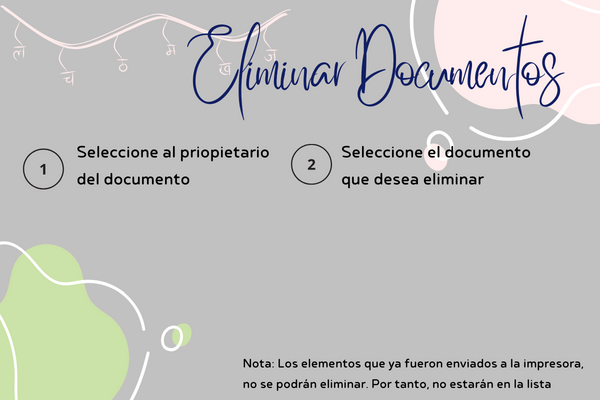 ल
च
ठ
म
ख
ज
Eliminar Documentos
1
Seleccione al priopietario
del documento
2
Seleccione el documento
que desea eliminar
Nota: Los elementos que ya fueron enviados a la impresora,
no se podrán eliminar. Por tanto, no estarán en la lista